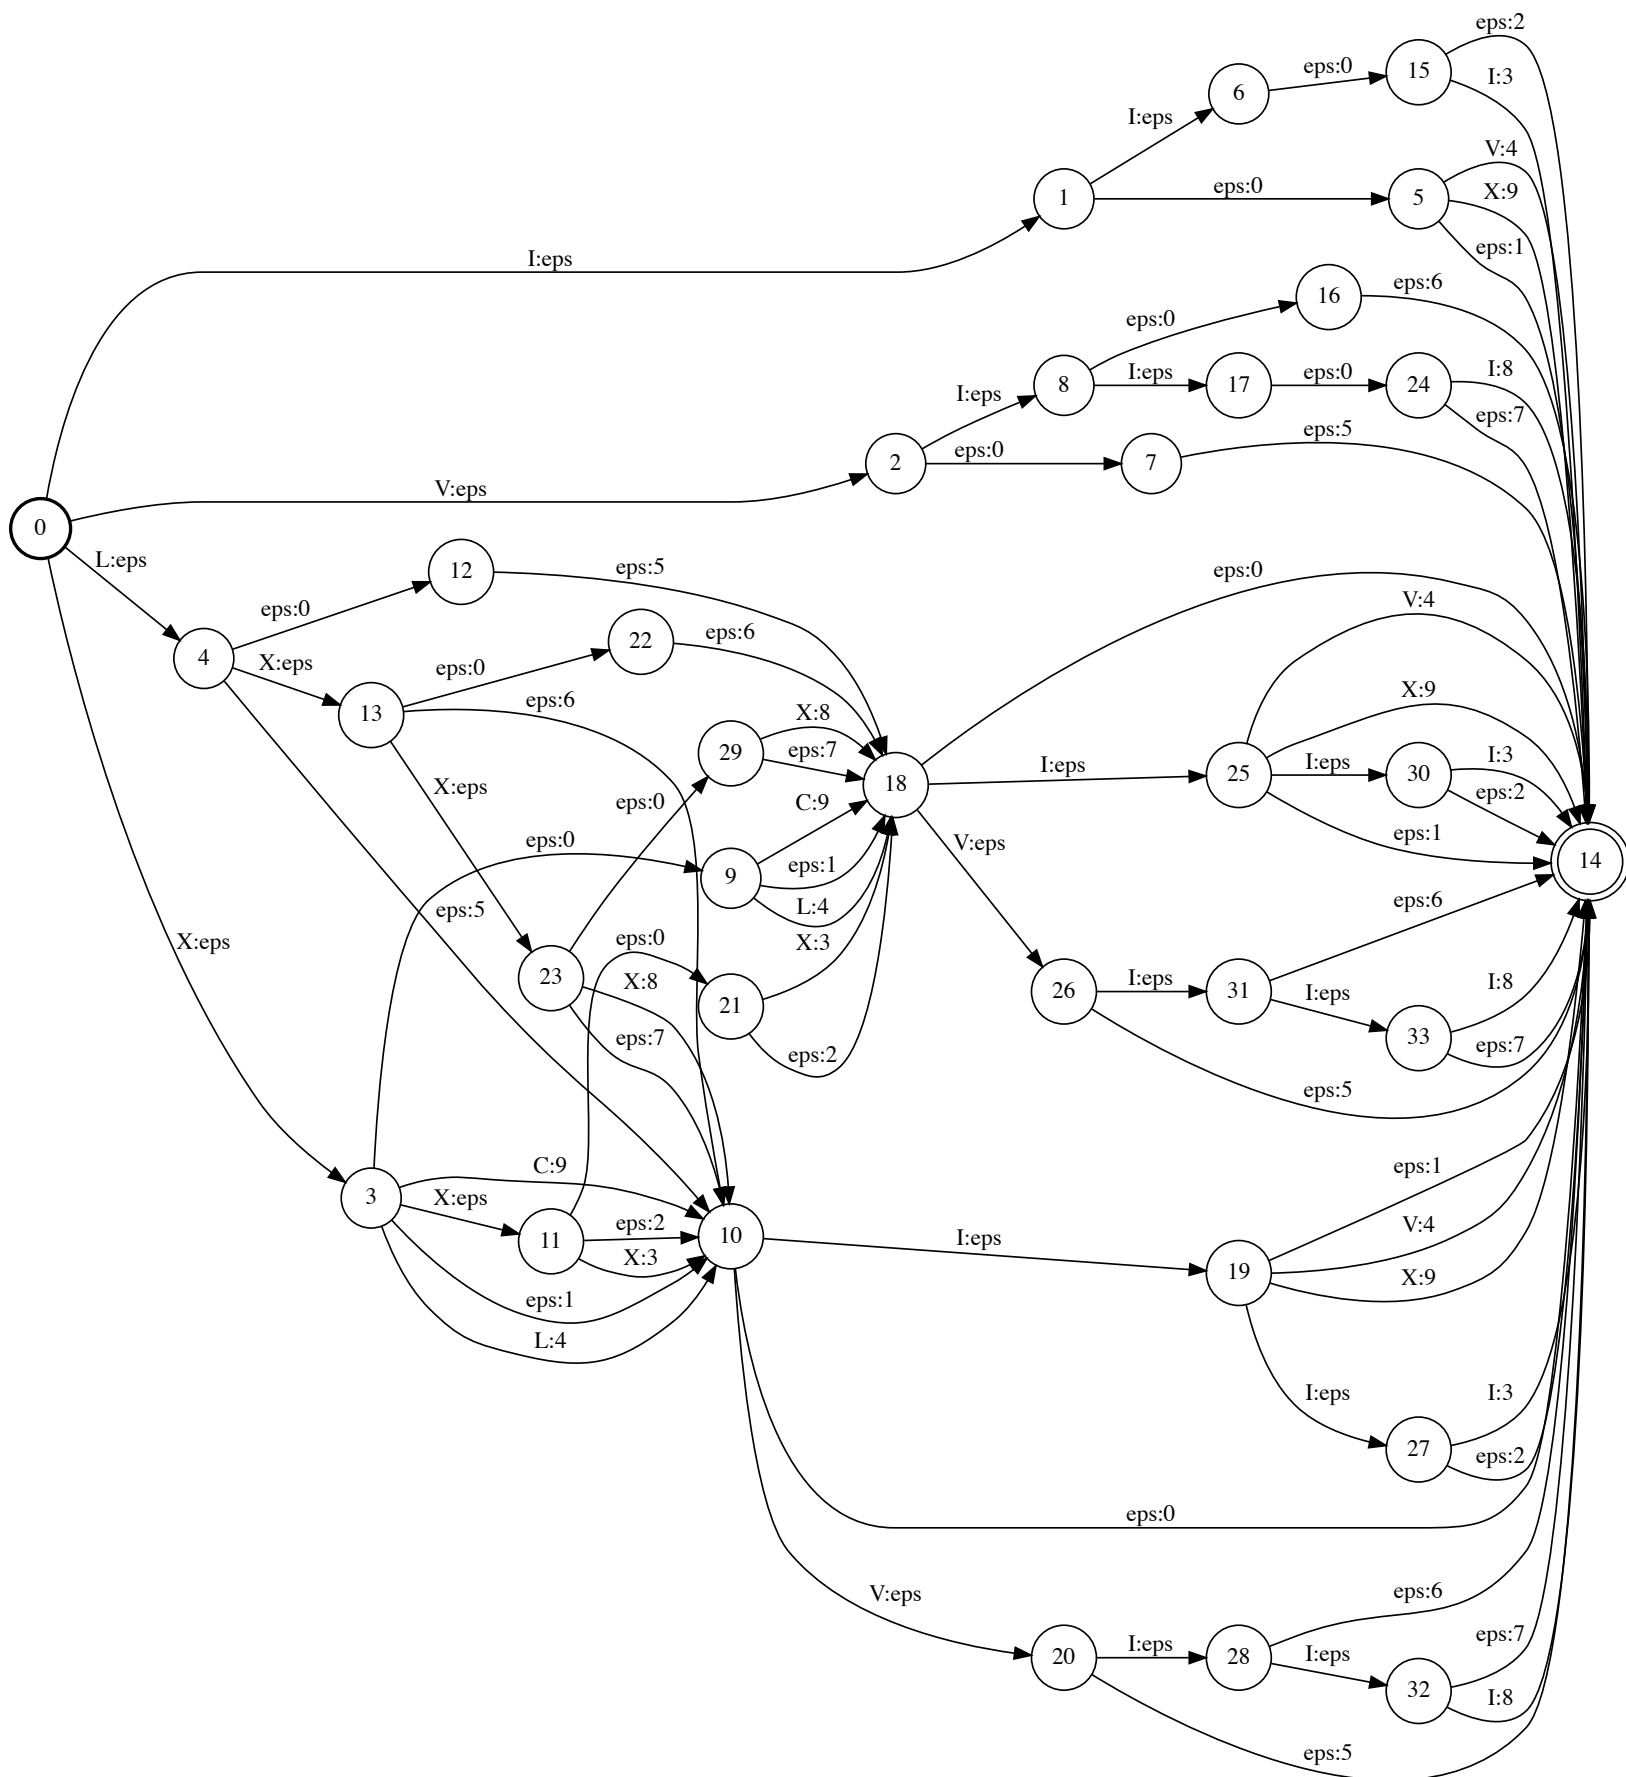 eps:2
15
eps:0
I:3
6
I:eps
V:4
X:9
1
eps:0
5
eps:1
I:eps
eps:6
16
eps:0
I:8
8
I:eps
17
eps:0
24
I:eps
eps:7
eps:5
2
eps:0
7
V:eps
0
L:eps
12
eps:5
eps:0
eps:0
V:4
22
eps:6
4
X:eps
eps:0
X:9
eps:6
13
X:8
29
eps:7
I:3
I:eps
25
I:eps
30
18
eps:2
X:eps
eps:0
C:9
eps:1
V:eps
eps:0
14
eps:1
9
L:4
eps:6
eps:5
X:eps
eps:0
X:3
23
X:8
26
I:eps
31
I:8
I:eps
21
eps:7
33
eps:7
eps:2
eps:5
C:9
eps:1
3
X:eps
eps:2
V:4
11
10
I:eps
X:3
19
X:9
eps:1
L:4
I:eps
I:3
27
eps:2
eps:0
V:eps
eps:6
eps:7
20
I:eps
28
I:eps
32
I:8
eps:5